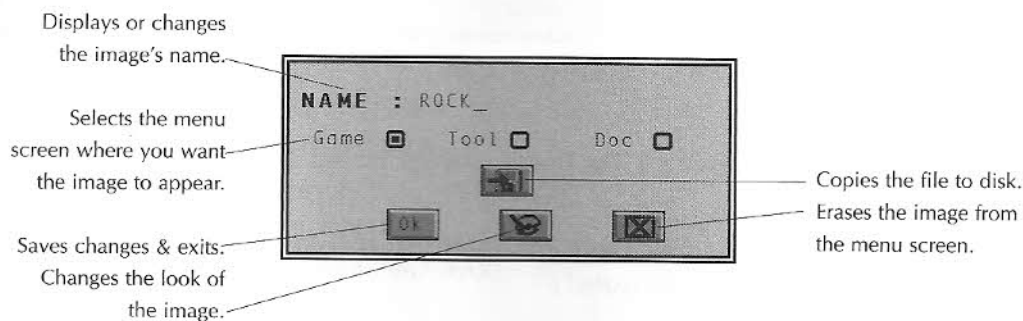 Displays or changes
the image's name.
Selects the menu
screen where you want
the image to appear.
Saves changes & exits.
Changes the look of
the image.
NAME : ROCK_
Game Tool Doc
Ok
Copies the file to disk.
Erases the image from
the menu screen.